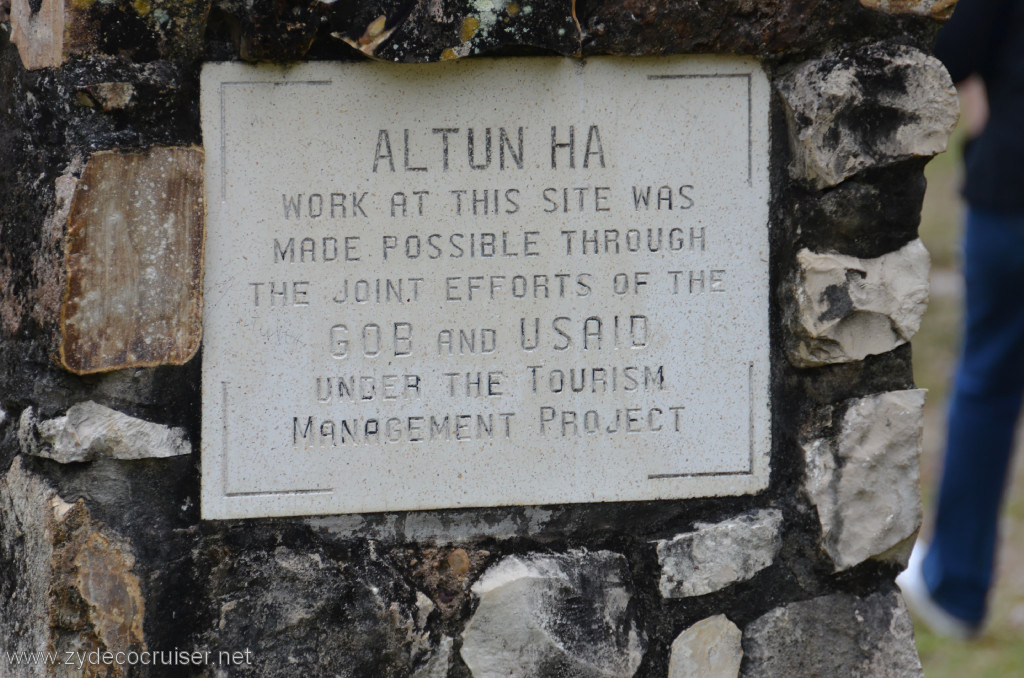 ALTUN HA
WORK AT THIS SITE WAS
MADE POSSIBLE THROUGH
THE JOINT EFFORTS OF THE
GOB AND USAID
UNDER THE TOURISM
MANAGEMENT PROJECT
www.zydecocruiser.net